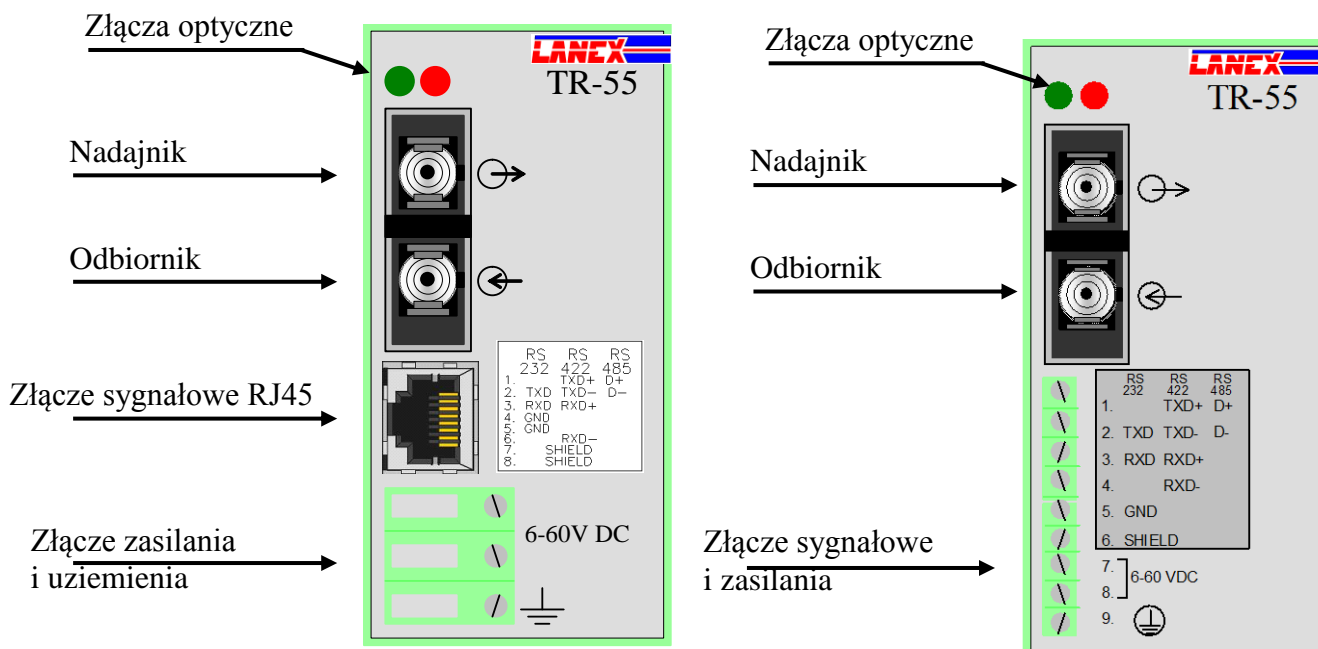 Złącza optyczne
Nadajnik
Odbiornik
Złącze sygnałowe RJ45
Złącze zasilania
i uziemienia
LANEX
TR-55
RS RS RS
232 422 485
1. TXD+ D+
2. TXD TXD− D−
3. RXD RXD+
4. GND
5. GND
6. RXD−
7. SHIELD
8. SHIELD
6-60V DC
Złącza optyczne
Nadajnik
Odbiornik
Złącze sygnałowe
i zasilania
LANEX
TR-55
RS RS RS
232 422 485
1. TXD+ D+
2. TXD TXD- D-
3. RXD RXD+
4. RXD-
5. GND
6. SHIELD
7.
6-60 VDC
8.
9.